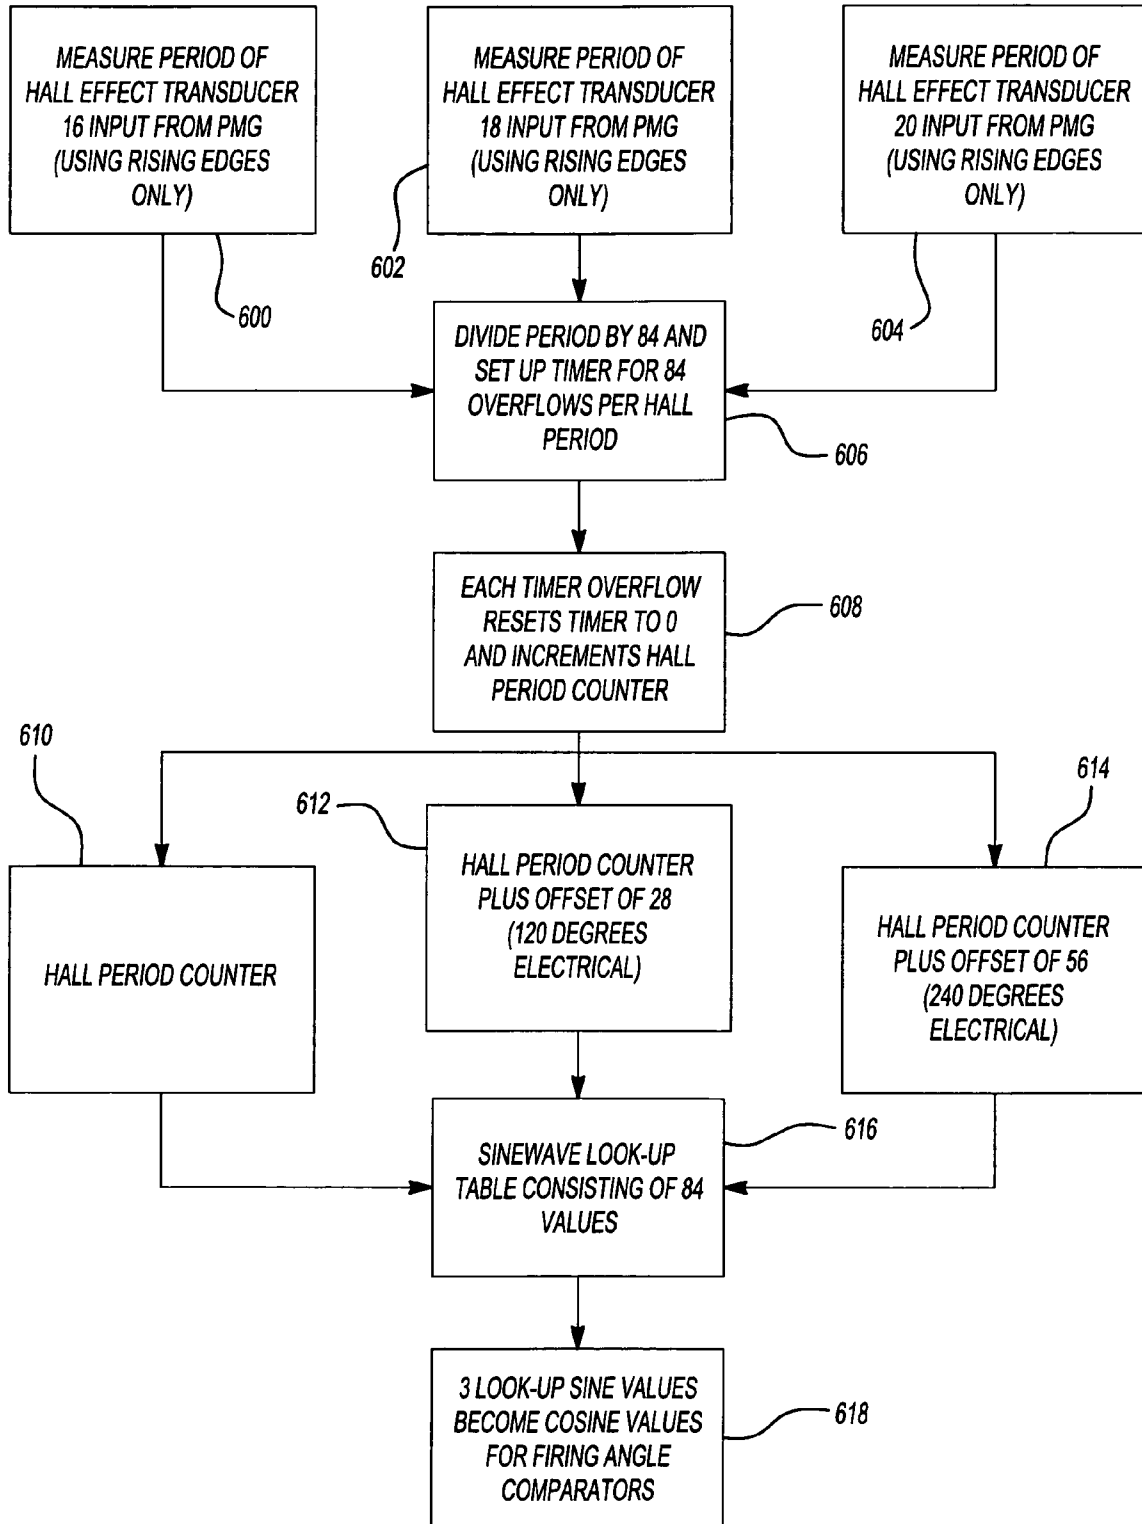 MEASURE PERIOD OF
HALL EFFECT TRANSDUCER
16 INPUT FROM PMG
(USING RISING EDGES
ONLY)
600
MEASURE PERIOD OF
HALL EFFECT TRANSDUCER
18 INPUT FROM PMG
(USING RISING EDGES
ONLY)
602
MEASURE PERIOD OF
HALL EFFECT TRANSDUCER
20 INPUT FROM PMG
(USING RISING EDGES
ONLY)
604
DIVIDE PERIOD BY 84 AND
SET UP TIMER FOR 84
OVERFLOWS PER HALL
PERIOD
606
EACH TIMER OVERFLOW
RESETS TIMER TO 0
AND INCREMENTS HALL
PERIOD COUNTER
608
610
HALL PERIOD COUNTER
612
HALL PERIOD COUNTER
PLUS OFFSET OF 28
(120 DEGREES
ELECTRICAL)
614
HALL PERIOD COUNTER
PLUS OFFSET OF 56
(240 DEGREES
ELECTRICAL)
SINEWAVE LOOK-UP
TABLE CONSISTING OF 84
VALUES
616
3 LOOK-UP SINE VALUES
BECOME COSINE VALUES
FOR FIRING ANGLE
COMPARATORS
618